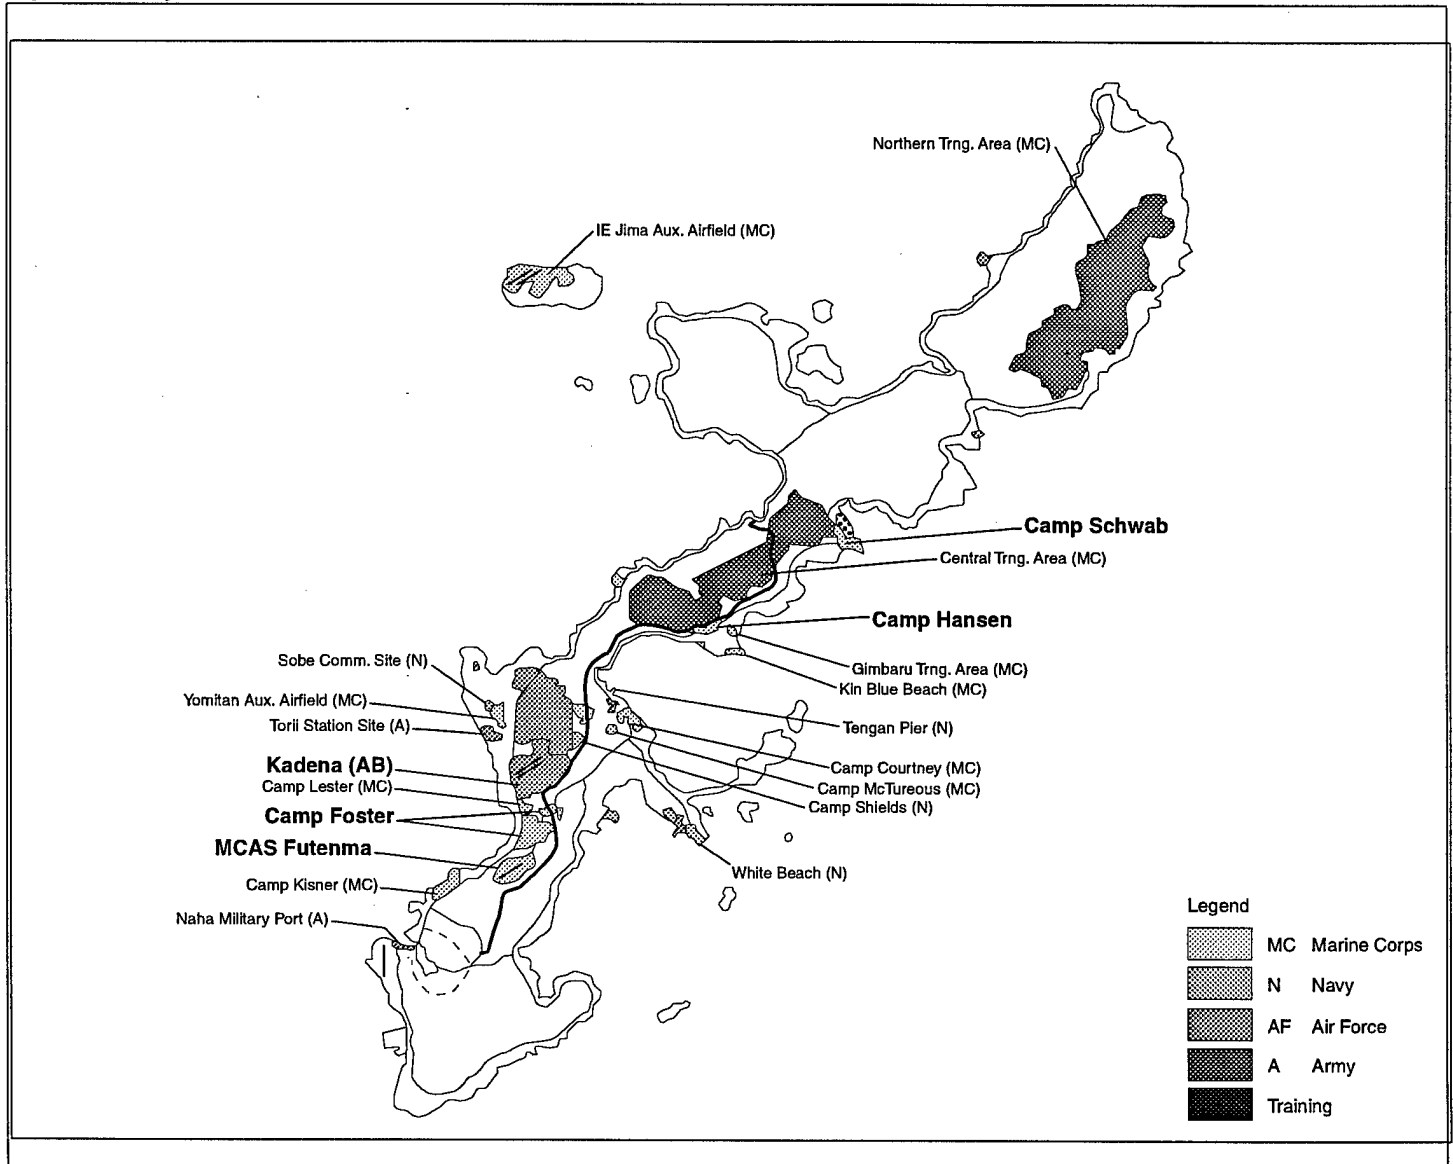 Northern Trng. Area (MC)
IE Jima Aux. Airfield (MC)
Camp Schwab
Central Trng. Area (MC)
Camp Hansen
Gimbaru Trng. Area (MC)
Kin Blue Beach (MC)
Tengan Pier (N)
Camp Courtney (MC)
Camp McTureous (MC)
Camp Shields (N)
White Beach (N)
Sobe Comm. Site (N)
Yomitan Aux. Airfield (MC)
Torii Station Site (A)
Kadena (AB)
Camp Lester (MC)
Camp Foster
MCAS Futenma
Camp Kisner (MC)
Naha Military Port (A)
Legend
MC Marine Corps
N Navy
AF Air Force
A Army
Training